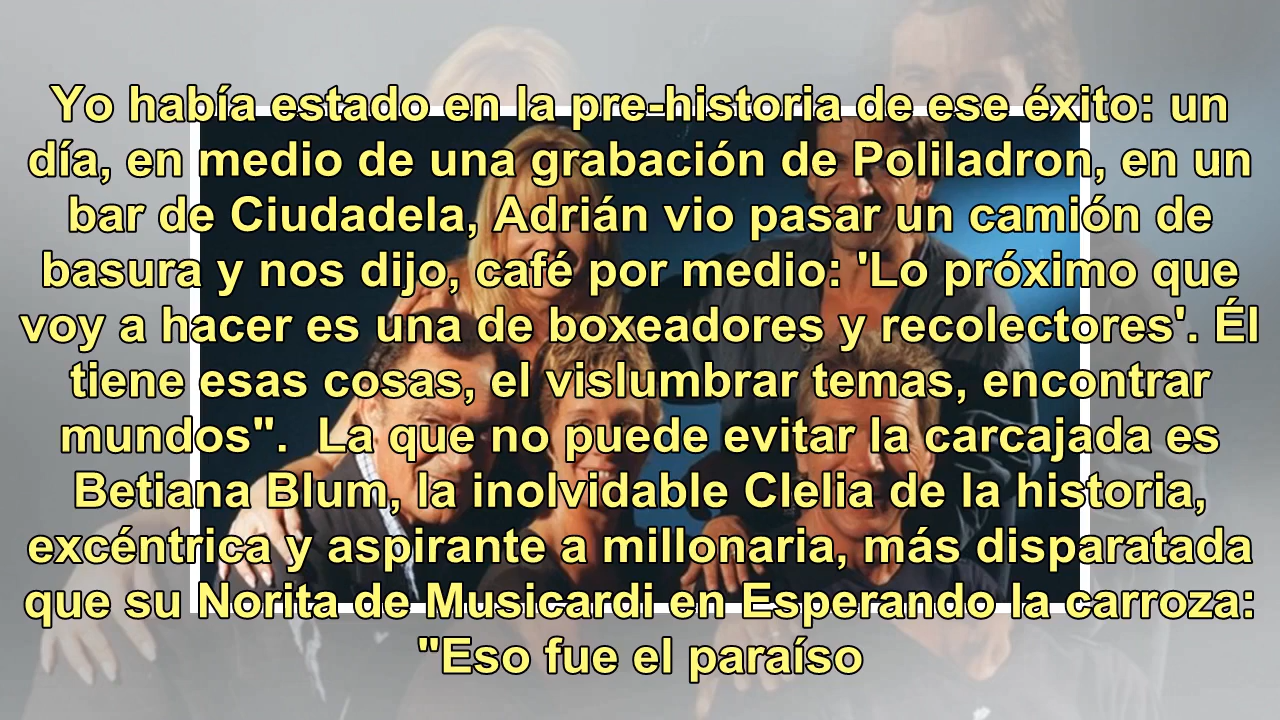 Yo había estado en la pre-historia de ese éxito: un
día, en medio de una grabación de Poliladron, en un
bar de Ciudadela, Adrián vio pasar un camión de
basura y nos dijo, café por medio: 'Lo próximo que
voy a hacer es una de boxeadores y recolectores'. Él
tiene esas cosas, el vislumbrar temas, encontrar
mundos".  La que no puede evitar la carcajada es
Betiana Blum, la inolvidable Clelia de la historia,
excéntrica y aspirante a millonaria, más disparatada
que su Norita de Musicardi en Esperando la carroza:
"Eso fue el paraíso